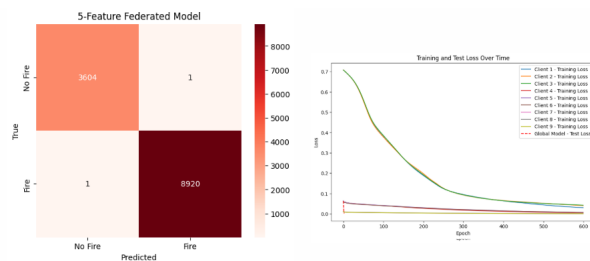 5-Feature Federated Model
No Fire
Fire
True
3604
1
1
8920
No Fire
Fire
Predicted
8000
7000
6000
5000
4000
3000
2000
1000
Training and Test Loss Over Time
Client 1 - Training Loss
Client 2 - Training Loss
Client 3 - Training Loss
Client 4 - Training Loss
Client 5 - Training Loss
Client 6 - Training Loss
Client 7 - Training Loss
Client 8 - Training Loss
Client 9 - Training Loss
Global Model - Test Loss
0.7
0.6
0.5
0.4
0.3
0.2
0.1
0.0
Loss
0
100
200
300
400
500
600
Epoch
Epoch